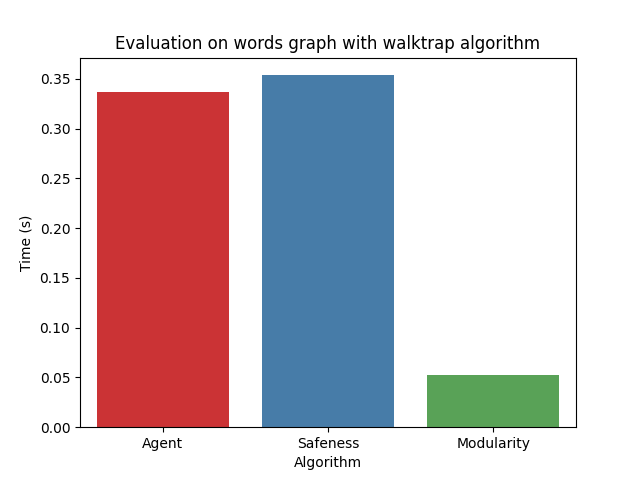 Evaluation on words graph with walktrap algorithm
Time (s)
0.35
0.30
0.25
0.20
0.15
0.10
0.05
0.00
Agent
Safeness
Modularity
Algorithm